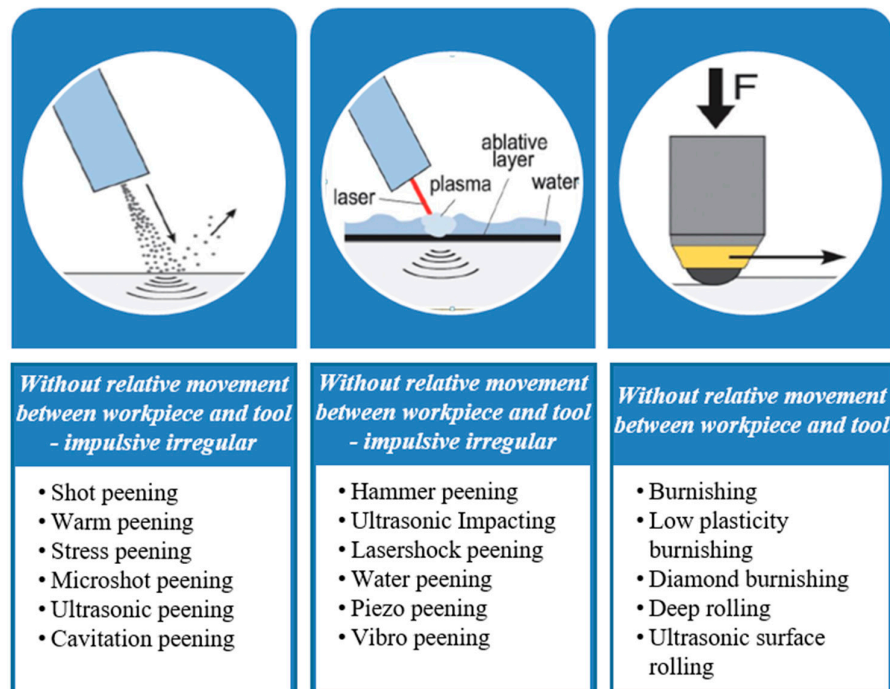 F
laser
plasma
ablative
layer
water
Without relative movement
between workpiece and tool
- impulsive irregular
• Shot peening
• Warm peening
• Stress peening
• Microshot peening
• Ultrasonic peening
• Cavitation peening
Without relative movement
between workpiece and tool
- impulsive irregular
• Hammer peening
• Ultrasonic Impacting
• Lasershock peening
• Water peening
• Piezo peening
• Vibro peening
Without relative movement
between workpiece and tool
• Burnishing
• Low plasticity
burnishing
• Diamond burnishing
• Deep rolling
• Ultrasonic surface
rolling